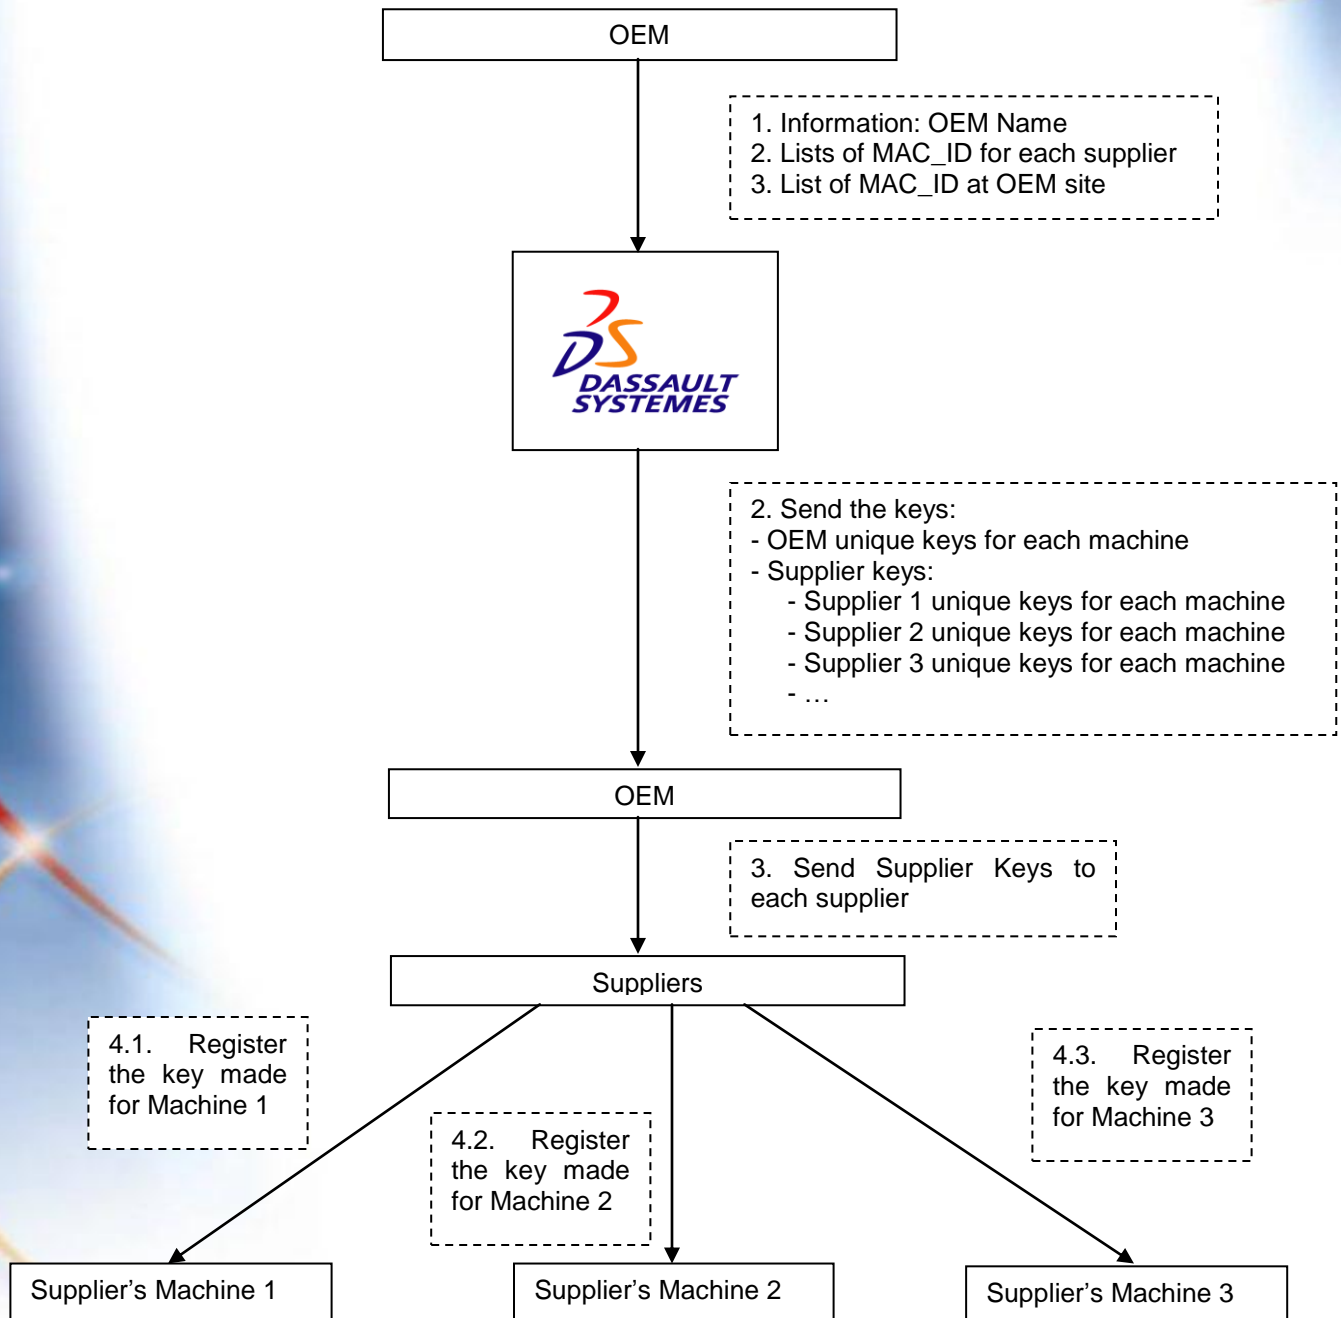 OEM
1. Information: OEM Name
2. Lists of MAC_ID for each supplier
3. List of MAC_ID at OEM site
DASSAULT
SYSTEMES
2. Send the keys:
- OEM unique keys for each machine
- Supplier keys:
- Supplier 1 unique keys for each machine
- Supplier 2 unique keys for each machine
- Supplier 3 unique keys for each machine
- …
OEM
3. Send Supplier Keys to
each supplier
Suppliers
4.1. Register
the key made
for Machine 1
4.2. Register
the key made
for Machine 2
4.3. Register
the key made
for Machine 3
Supplier’s Machine 1
Supplier’s Machine 2
Supplier’s Machine 3